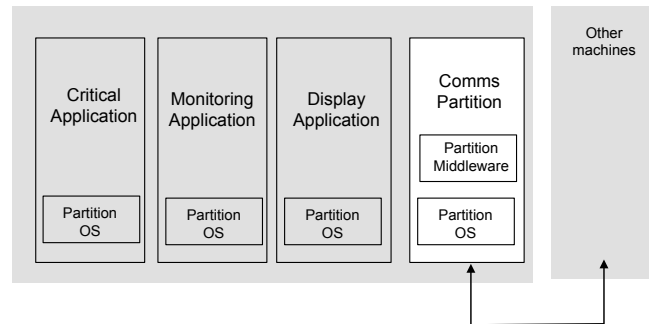 Critical
Application
Partition
OS
Monitoring
Application
Partition
OS
Display
Application
Partition
OS
Comms
Partition
Partition
Middleware
Partition
OS
Other
machines